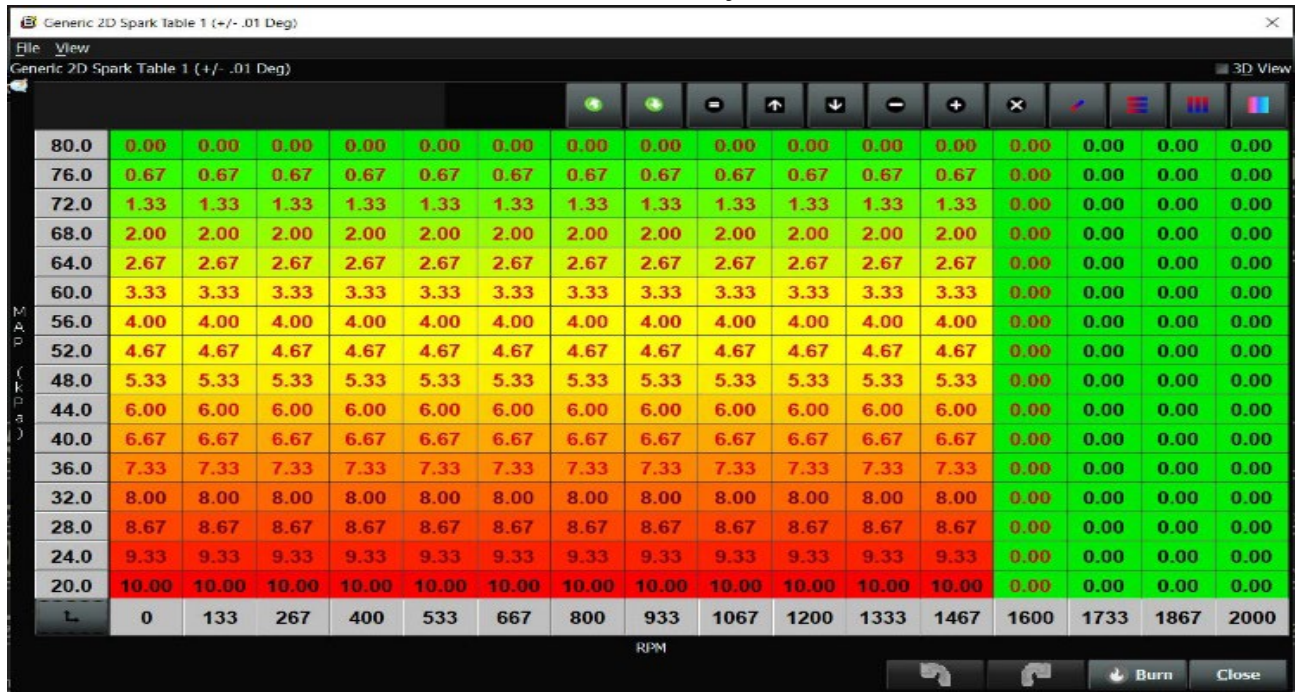 Generic 2D Spark Table 1 (+/- .01 Deg)
File View
Generic 2D Spark Table 1 (+/- .01 Deg) 3D View
80.0 0.00 0.00 0.00 0.00 0.00 0.00 0.00 0.00 0.00 0.00 0.00 0.00 0.00 0.00 0.00 0.00
76.0 0.67 0.67 0.67 0.67 0.67 0.67 0.67 0.67 0.67 0.67 0.67 0.67 0.00 0.00 0.00 0.00
72.0 1.33 1.33 1.33 1.33 1.33 1.33 1.33 1.33 1.33 1.33 1.33 1.33 0.00 0.00 0.00 0.00
68.0 2.00 2.00 2.00 2.00 2.00 2.00 2.00 2.00 2.00 2.00 2.00 2.00 0.00 0.00 0.00 0.00
64.0 2.67 2.67 2.67 2.67 2.67 2.67 2.67 2.67 2.67 2.67 2.67 2.67 0.00 0.00 0.00 0.00
60.0 3.33 3.33 3.33 3.33 3.33 3.33 3.33 3.33 3.33 3.33 3.33 3.33 0.00 0.00 0.00 0.00
56.0 4.00 4.00 4.00 4.00 4.00 4.00 4.00 4.00 4.00 4.00 4.00 4.00 0.00 0.00 0.00 0.00
52.0 4.67 4.67 4.67 4.67 4.67 4.67 4.67 4.67 4.67 4.67 4.67 4.67 0.00 0.00 0.00 0.00
48.0 5.33 5.33 5.33 5.33 5.33 5.33 5.33 5.33 5.33 5.33 5.33 5.33 0.00 0.00 0.00 0.00
44.0 6.00 6.00 6.00 6.00 6.00 6.00 6.00 6.00 6.00 6.00 6.00 6.00 0.00 0.00 0.00 0.00
40.0 6.67 6.67 6.67 6.67 6.67 6.67 6.67 6.67 6.67 6.67 6.67 6.67 0.00 0.00 0.00 0.00
36.0 7.33 7.33 7.33 7.33 7.33 7.33 7.33 7.33 7.33 7.33 7.33 7.33 0.00 0.00 0.00 0.00
32.0 8.00 8.00 8.00 8.00 8.00 8.00 8.00 8.00 8.00 8.00 8.00 8.00 0.00 0.00 0.00 0.00
28.0 8.67 8.67 8.67 8.67 8.67 8.67 8.67 8.67 8.67 8.67 8.67 8.67 0.00 0.00 0.00 0.00
24.0 9.33 9.33 9.33 9.33 9.33 9.33 9.33 9.33 9.33 9.33 9.33 9.33 0.00 0.00 0.00 0.00
20.0 10.00 10.00 10.00 10.00 10.00 10.00 10.00 10.00 10.00 10.00 10.00 10.00 0.00 0.00 0.00 0.00
0 133 267 400 533 667 800 933 1067 1200 1333 1467 1600 1733 1867 2000
MAP (kPa)
RPM
Burn Close